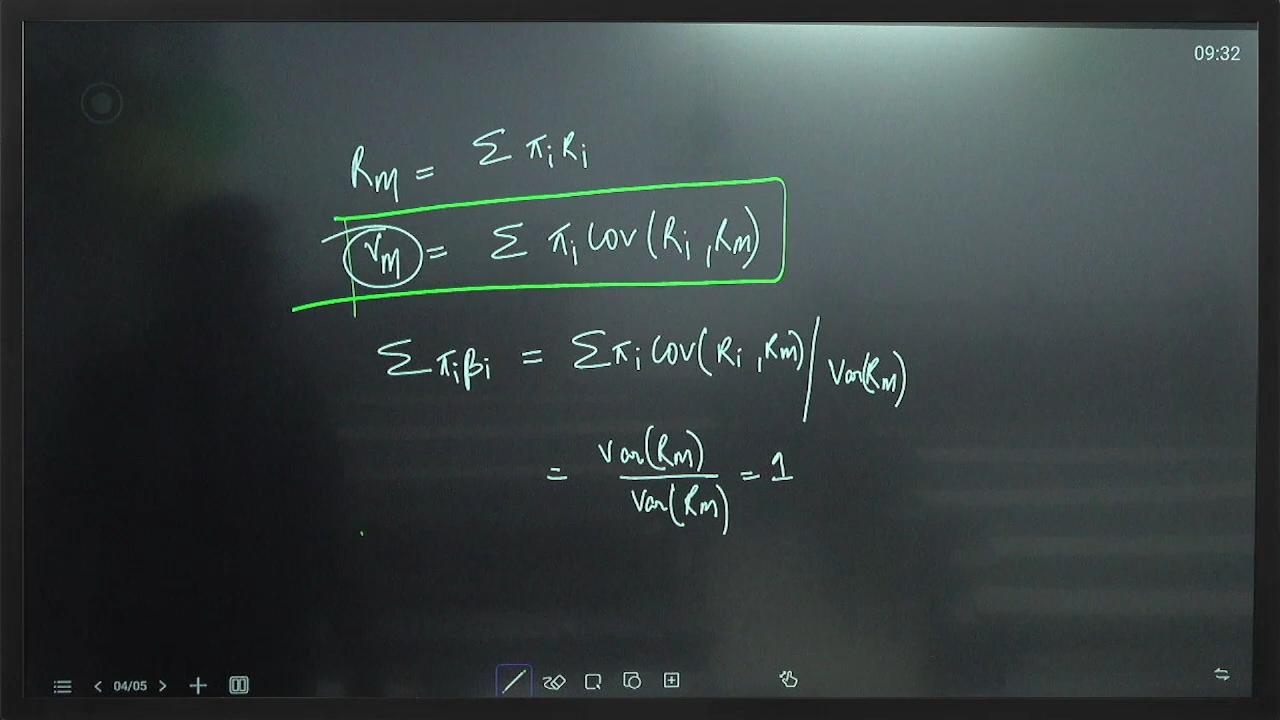 09:32
R_M = Σ π_i R_i
V_M = Σ π_i Cov(R_i, R_M)
Σ π_i β_i = Σ π_i Cov(R_i, R_M) / Var(R_M)
= Var(R_M) / Var(R_M) = 1
04/05